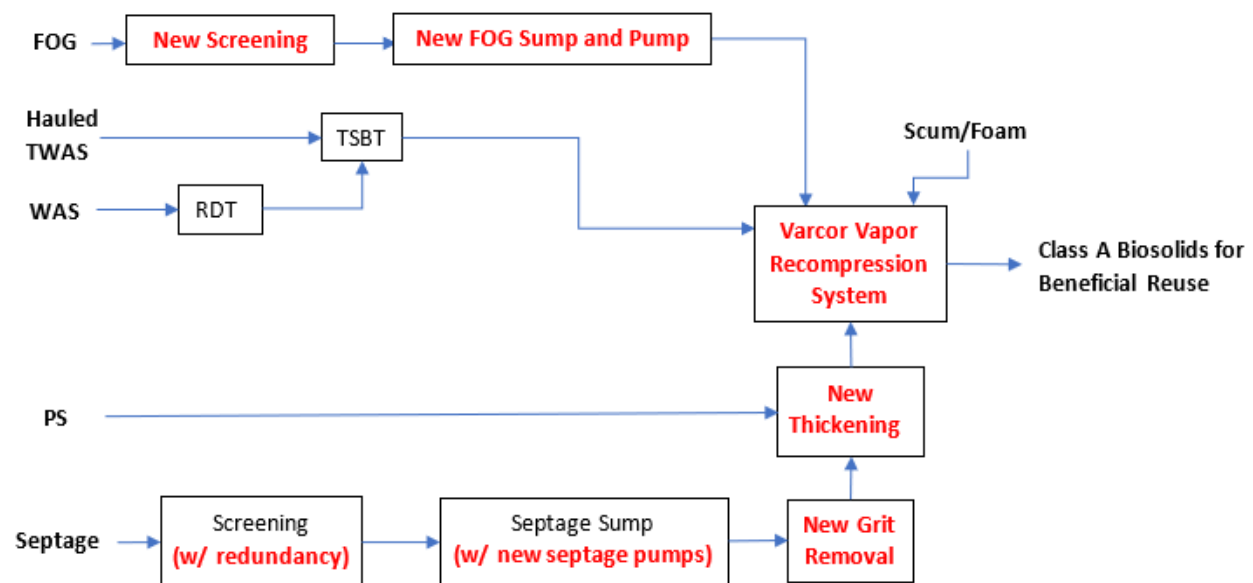 FOG
New Screening
New FOG Sump and Pump
Hauled
TWAS
TSBT
Scum/Foam
WAS
RDT
Varcor Vapor
Recompression
System
Class A Biosolids for
Beneficial Reuse
PS
New
Thickening
Septage
Screening
(w/ redundancy)
Septage Sump
(w/ new septage pumps)
New Grit
Removal